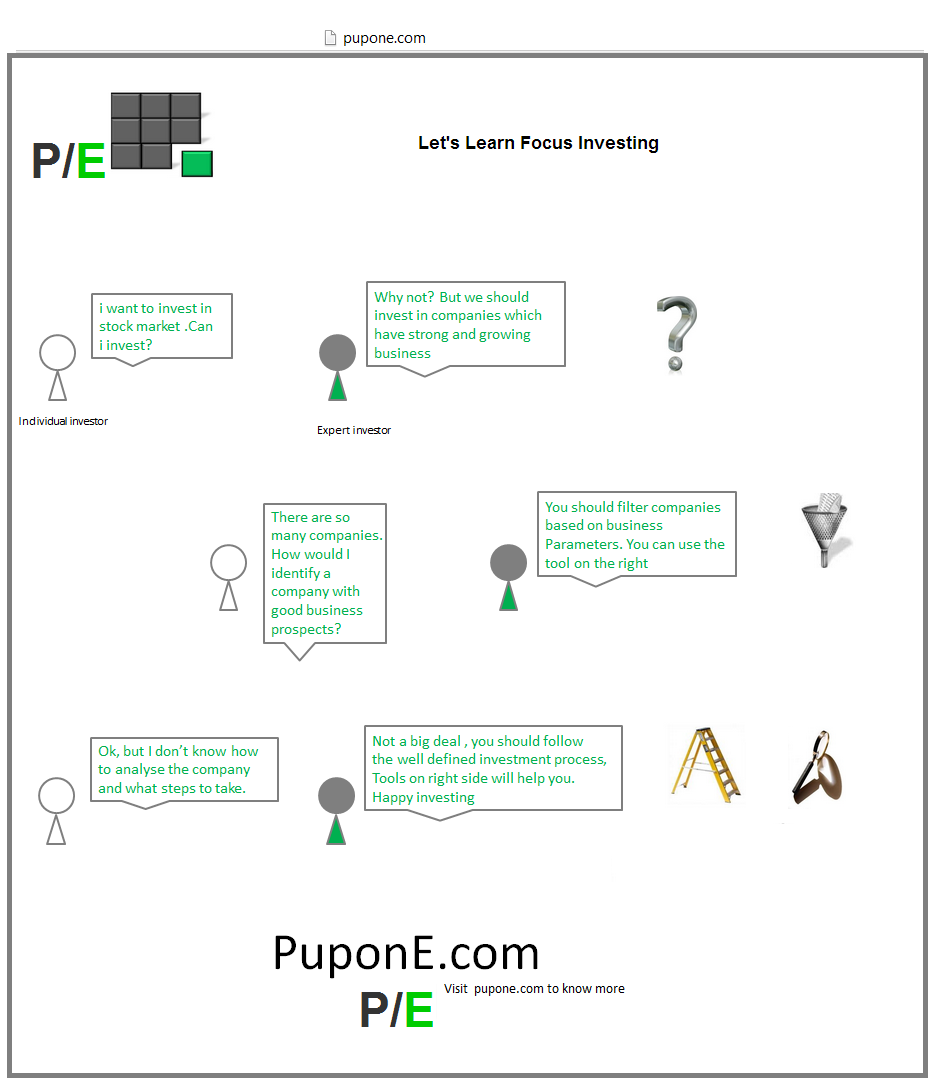 pupone.com
P/E
Let's Learn Focus Investing
i want to invest in
stock market .Can
i invest?
Individual investor
Why not? But we should
invest in companies which
have strong and growing
business
Expert investor
?
There are so
many companies.
How would I
identify a
company with
good business
prospects?
You should filter companies
based on business
Parameters. You can use the
tool on the right
Ok, but I don't know how
to analyse the company
and what steps to take.
Not a big deal , you should follow
the well defined investment process,
Tools on right side will help you.
Happy investing
PuponE.com
P/E
Visit  pupone.com to know more